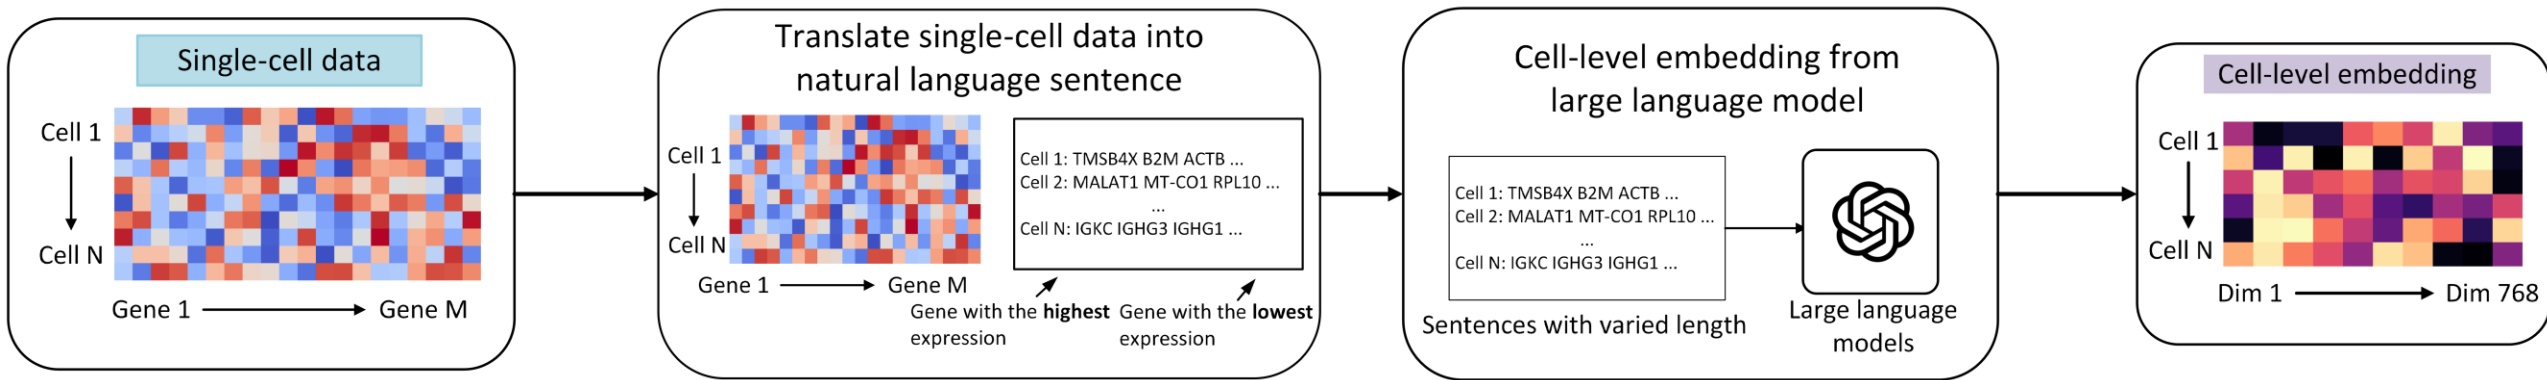 Single-cell data
Cell 1
Cell N
Gene 1
Gene M
Translate single-cell data into
natural language sentence
Cell 1
Cell N
Gene 1
Gene M
Cell 1: TMSB4X B2M ACTB ...
Cell 2: MALAT1 MT-CO1 RPL10 ...
...
Cell N: IGKC IGHG3 IGHG1 ...
Gene with the highest
expression
Gene with the lowest
expression
Cell-level embedding from
large language model
Cell 1: TMSB4X B2M ACTB ...
Cell 2: MALAT1 MT-CO1 RPL10 ...
...
Cell N: IGKC IGHG3 IGHG1 ...
Sentences with varied length
Large language
models
Cell-level embedding
Cell 1
Cell N
Dim 1
Dim 768